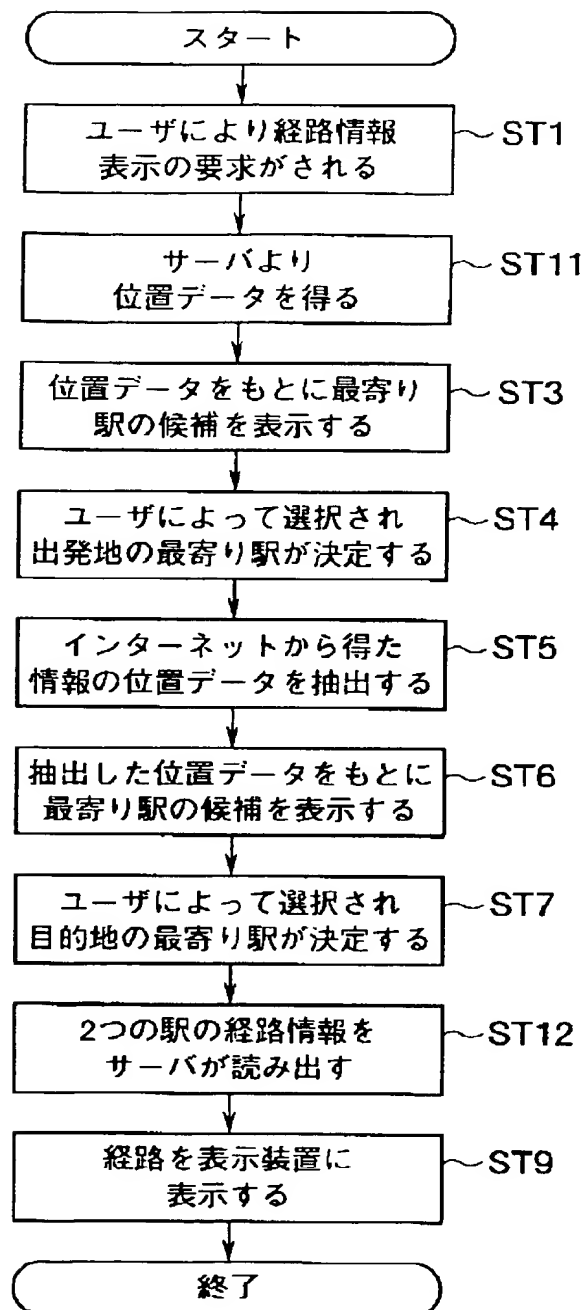 スタート
ユーザにより経路情報
表示の要求がされる
ST1
サーバより
位置データを得る
ST11
位置データをもとに最寄り
駅の候補を表示する
ST3
ユーザによって選択され
出発地の最寄り駅が決定する
ST4
インターネットから得た
情報の位置データを抽出する
ST5
抽出した位置データをもとに
最寄り駅の候補を表示する
ST6
ユーザによって選択され
目的地の最寄り駅が決定する
ST7
2つの駅の経路情報を
サーバが読み出す
ST12
経路を表示装置に
表示する
ST9
終了